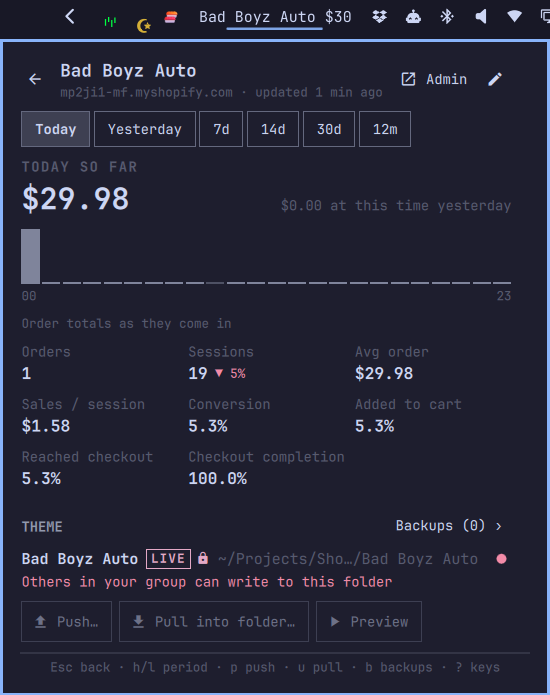 Bad Boyz Auto $30
Bad Boyz Auto
mp2ji1-mf.myshopify.com · updated 1 min ago
Admin
Today Yesterday 7d 14d 30d 12m
TODAY SO FAR
$29.98
$0.00 at this time yesterday
00 23
Order totals as they come in
Orders Sessions Avg order
1 19 ▼ 5% $29.98
Sales / session Conversion Added to cart
$1.58 5.3% 5.3%
Reached checkout Checkout completion
5.3% 100.0%
THEME Backups (0) ›
Bad Boyz Auto LIVE ~/Projects/Sho…/Bad Boyz Auto
Others in your group can write to this folder
Push… Pull into folder… Preview
Esc back · h/l period · p push · u pull · b backups · ? keys